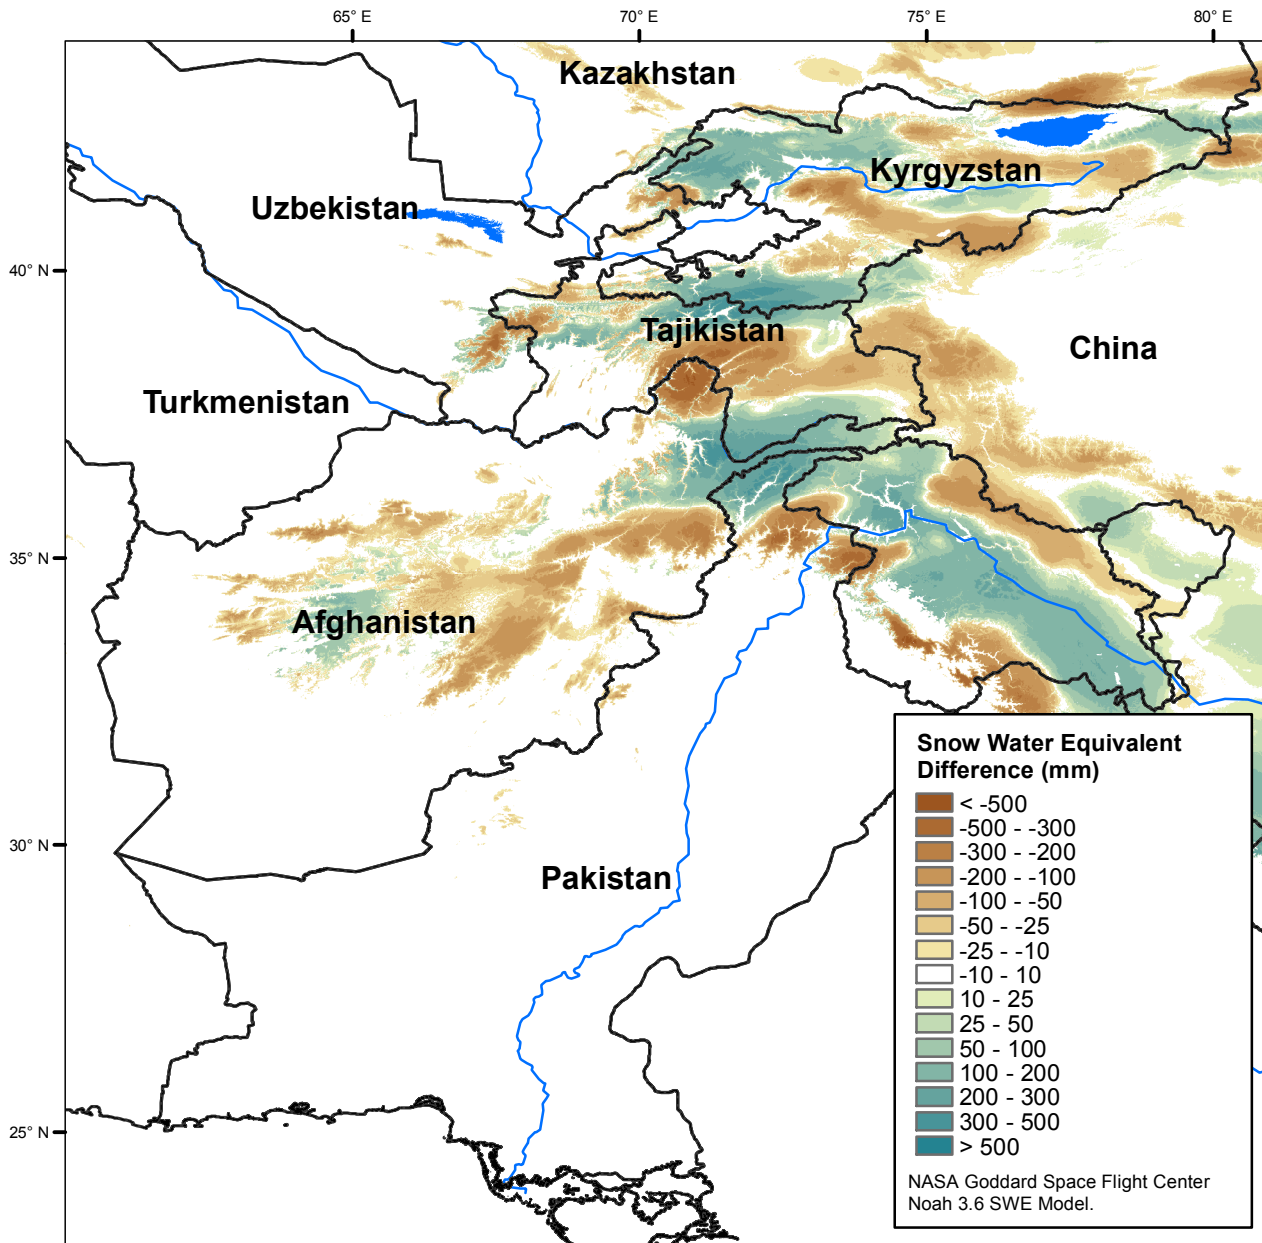 65° E
70° E
75° E
80° E
Kazakhstan
Kyrgyzstan
Uzbekistan
40° N
Tajikistan
China
Turkmenistan
35° N
Afghanistan
Snow Water Equivalent
Difference (mm)
< -500
-500 - -300
-300 - -200
-200 - -100
-100 - -50
-50 - -25
-25 - -10
-10 - 10
10 - 25
25 - 50
50 - 100
100 - 200
200 - 300
300 - 500
> 500
NASA Goddard Space Flight Center
Noah 3.6 SWE Model.
30° N
Pakistan
25° N